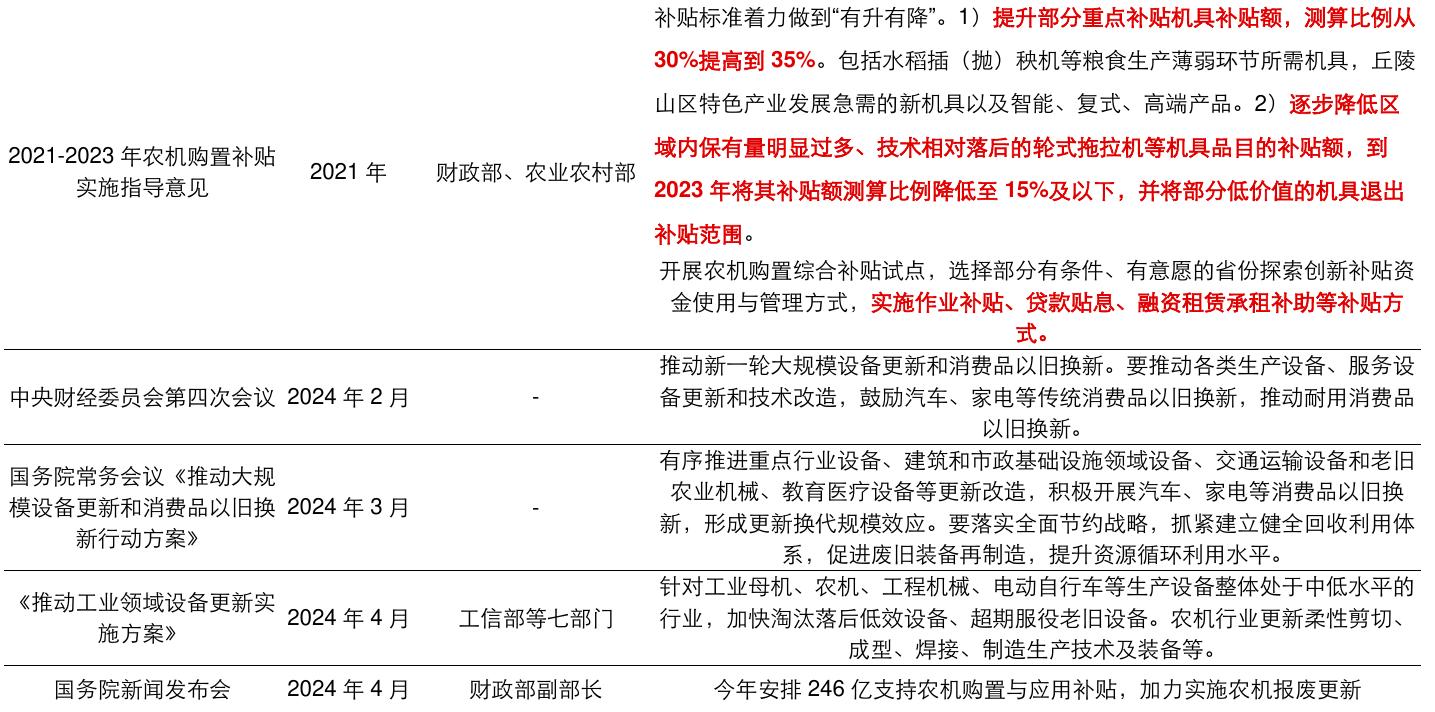 2021-2023 年农机购置补贴
实施指导意见
2021 年
财政部、农业农村部
补贴标准着力做到“有升有降”。1）提升部分重点补贴机具补贴额，测算比例从
30%提高到 35%。包括水稻插（抛）秧机等粮食生产薄弱环节所需机具，丘陵
山区特色产业发展急需的新机具以及智能、复式、高端产品。2）逐步降低区
域内保有量明显过多、技术相对落后的轮式拖拉机等机具品目的补贴额，到
2023 年将其补贴额测算比例降低至 15%及以下，并将部分低价值的机具退出
补贴范围。
开展农机购置综合补贴试点，选择部分有条件、有意愿的省份探索创新补贴资
金使用与管理方式，实施作业补贴、贷款贴息、融资租赁承租补助等补贴方
式。
中央财经委员会第四次会议
2024 年 2 月
-
推动新一轮大规模设备更新和消费品以旧换新。要推动各类生产设备、服务设
备更新和技术改造，鼓励汽车、家电等传统消费品以旧换新，推动耐用消费品
以旧换新。
国务院常务会议《推动大规
模设备更新和消费品以旧换
新行动方案》
2024 年 3 月
-
有序推进重点行业设备、建筑和市政基础设施领域设备、交通运输设备和老旧
农业机械、教育医疗设备等更新改造，积极开展汽车、家电等消费品以旧换
新，形成更新换代规模效应。要落实全面节约战略，抓紧建立健全回收利用体
系，促进废旧装备再制造，提升资源循环利用水平。
《推动工业领域设备更新实
施方案》
2024 年 4 月
工信部等七部门
针对工业母机、农机、工程机械、电动自行车等生产设备整体处于中低水平的
行业，加快淘汰落后低效设备、超期服役老旧设备。农机行业更新柔性剪切、
成型、焊接、制造生产技术及装备等。
国务院新闻发布会
2024 年 4 月
财政部副部长
今年安排 246 亿支持农机购置与应用补贴，加力实施农机报废更新